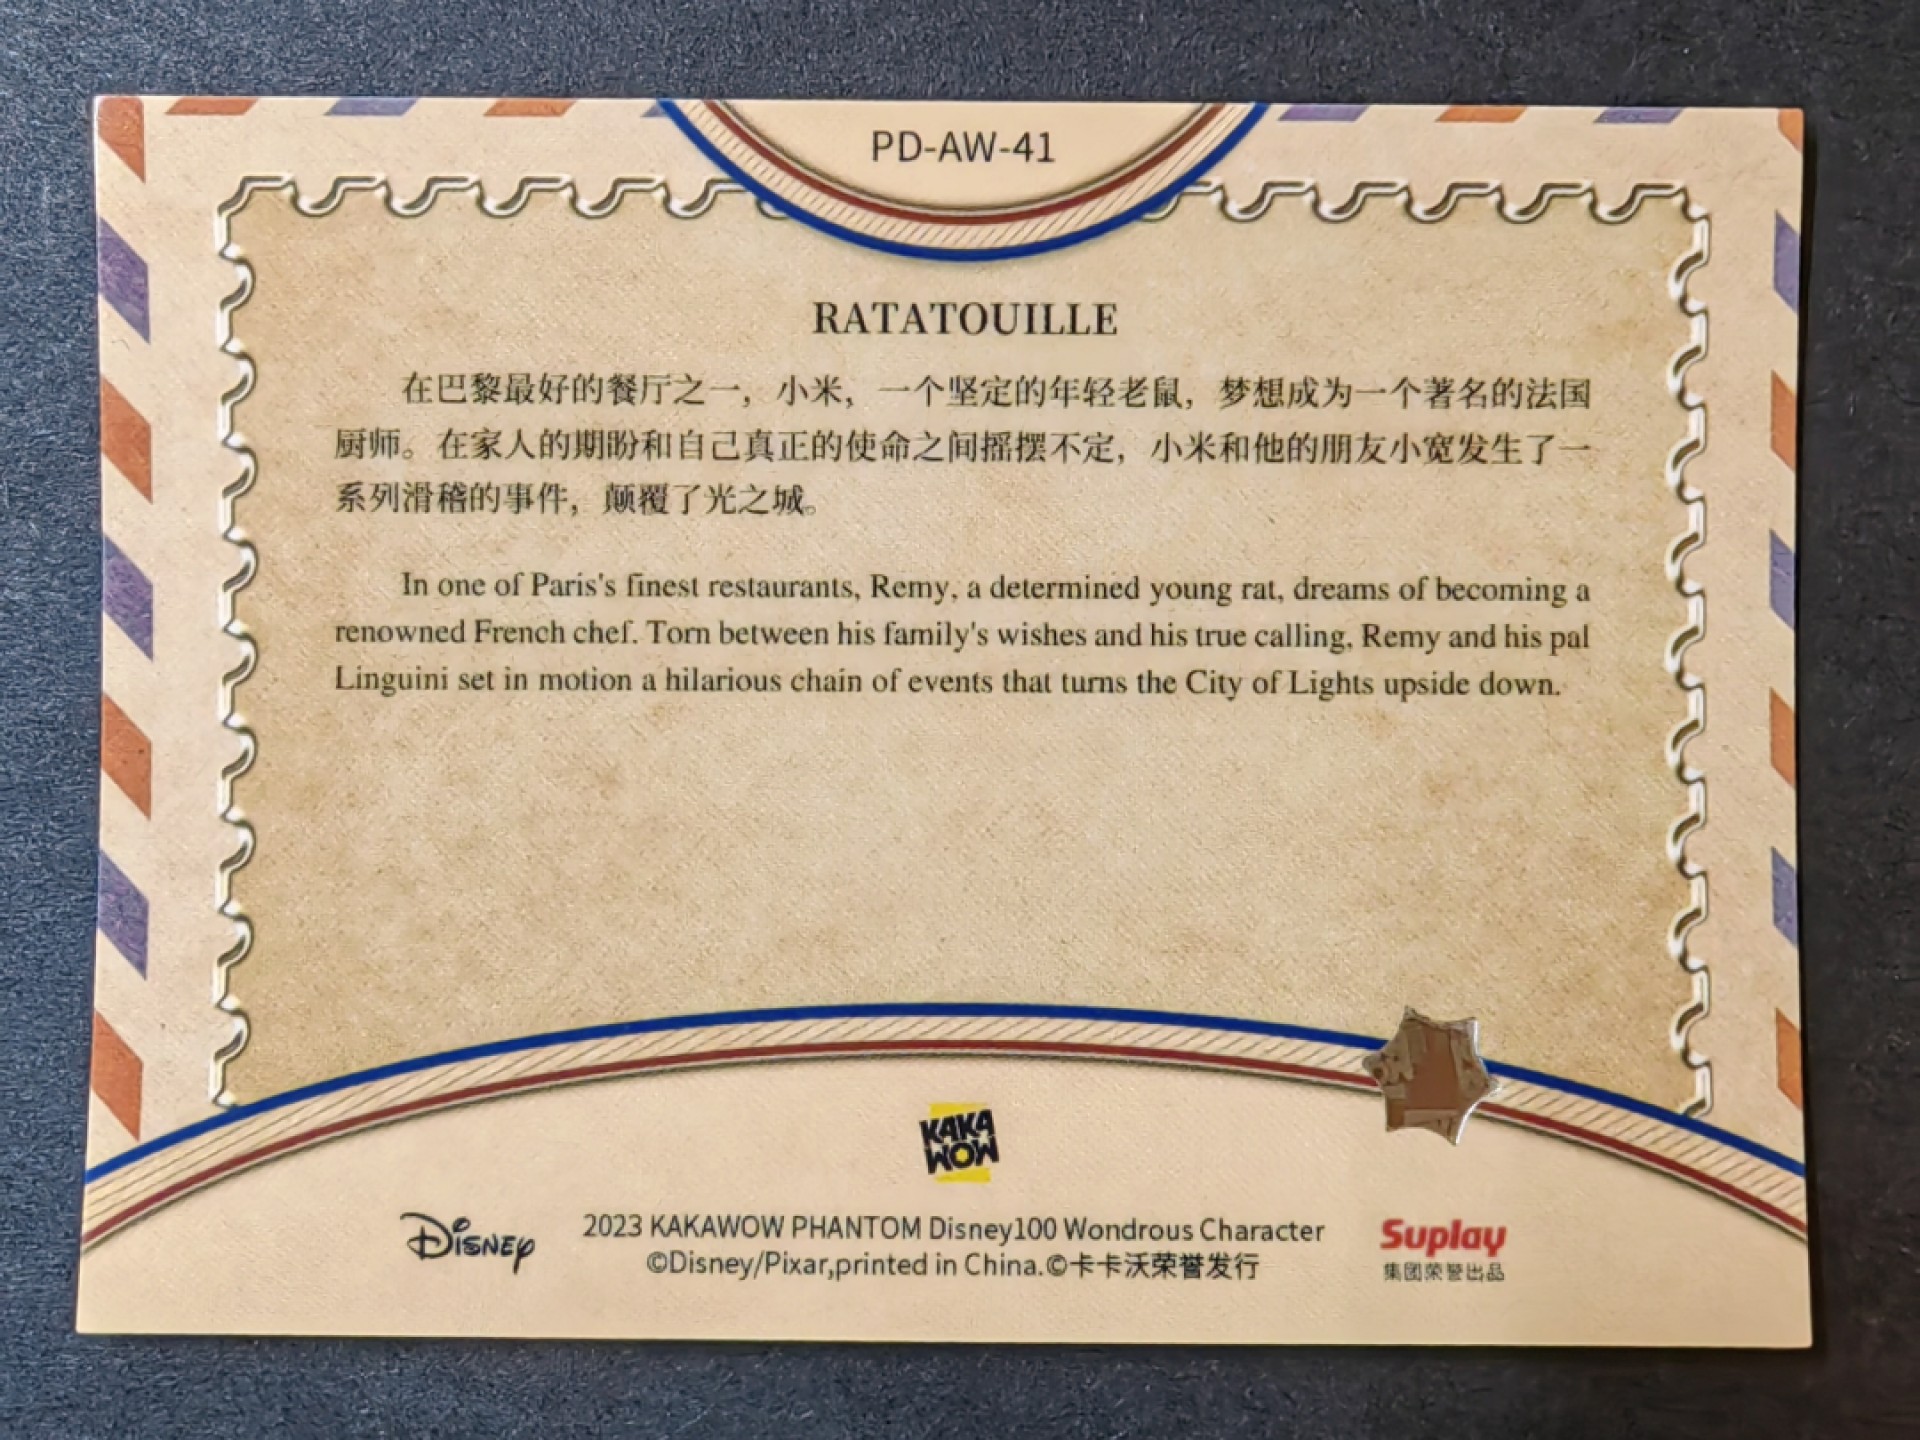 PD-AW-41
RATATOUILLE
在巴黎最好的餐厅之一，小米，一个坚定的年轻老鼠，梦想成为一个著名的法国
厨师。在家人的期盼和自己真正的使命之间摇摆不定，小米和他的朋友小宽发生了一
系列滑稽的事件，颠覆了光之城。
In one of Paris's finest restaurants, Remy, a determined young rat, dreams of becoming a
renowned French chef. Torn between his family's wishes and his true calling, Remy and his pal
Linguini set in motion a hilarious chain of events that turns the City of Lights upside down.
KAKA
WOW
Disney
2023 KAKAWOW PHANTOM Disney100 Wondrous Character
©Disney/Pixar,printed in China.©卡卡沃荣誉发行
Suplay
集团荣誉出品